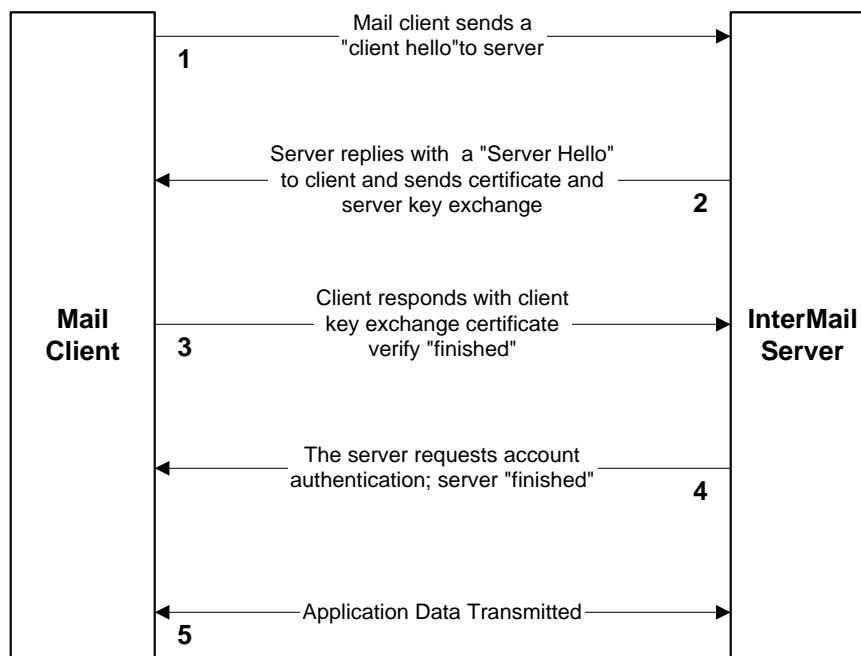 Mail client sends a
"client hello"to server
1
Server replies with a "Server Hello"
to client and sends certificate and
server key exchange
2
Mail
Client
Client responds with client
key exchange certificate
verify "finished"
3
InterMail
Server
The server requests account
authentication; server "finished"
4
Application Data Transmitted
5